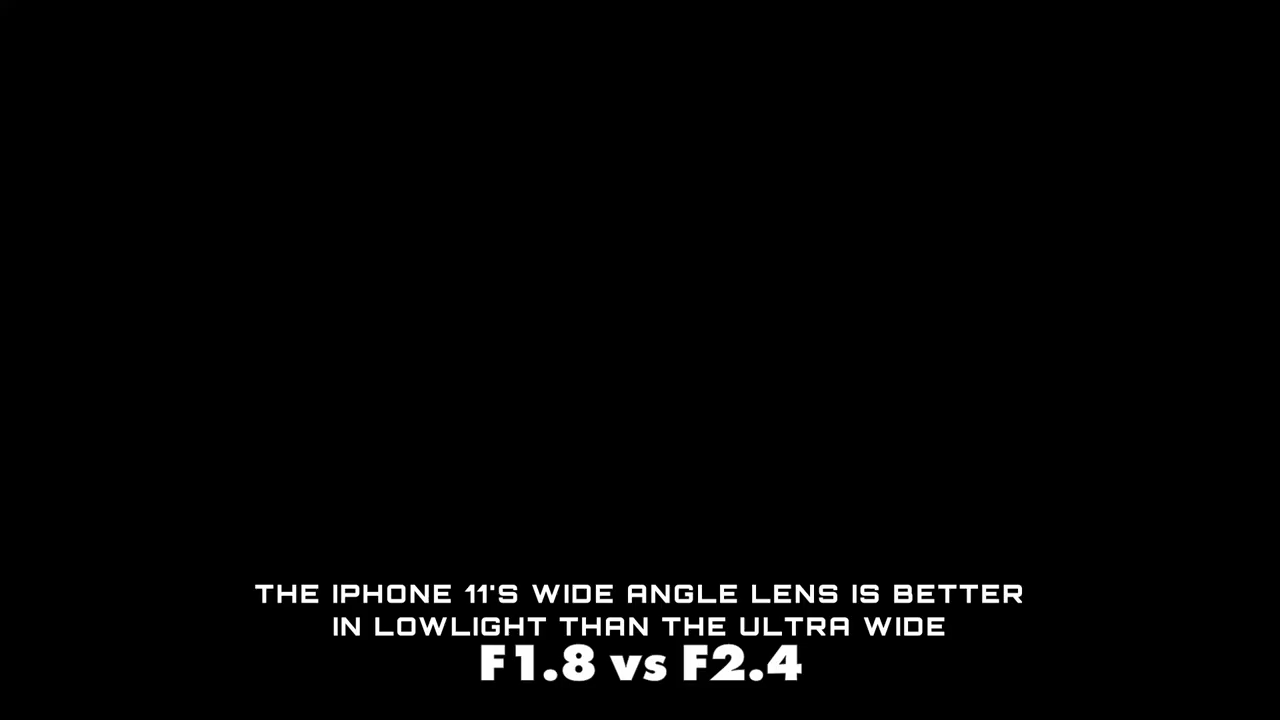 THE IPHONE 11'S WIDE ANGLE LENS IS BETTER
IN LOWLIGHT THAN THE ULTRA WIDE
F1.8 vs F2.4